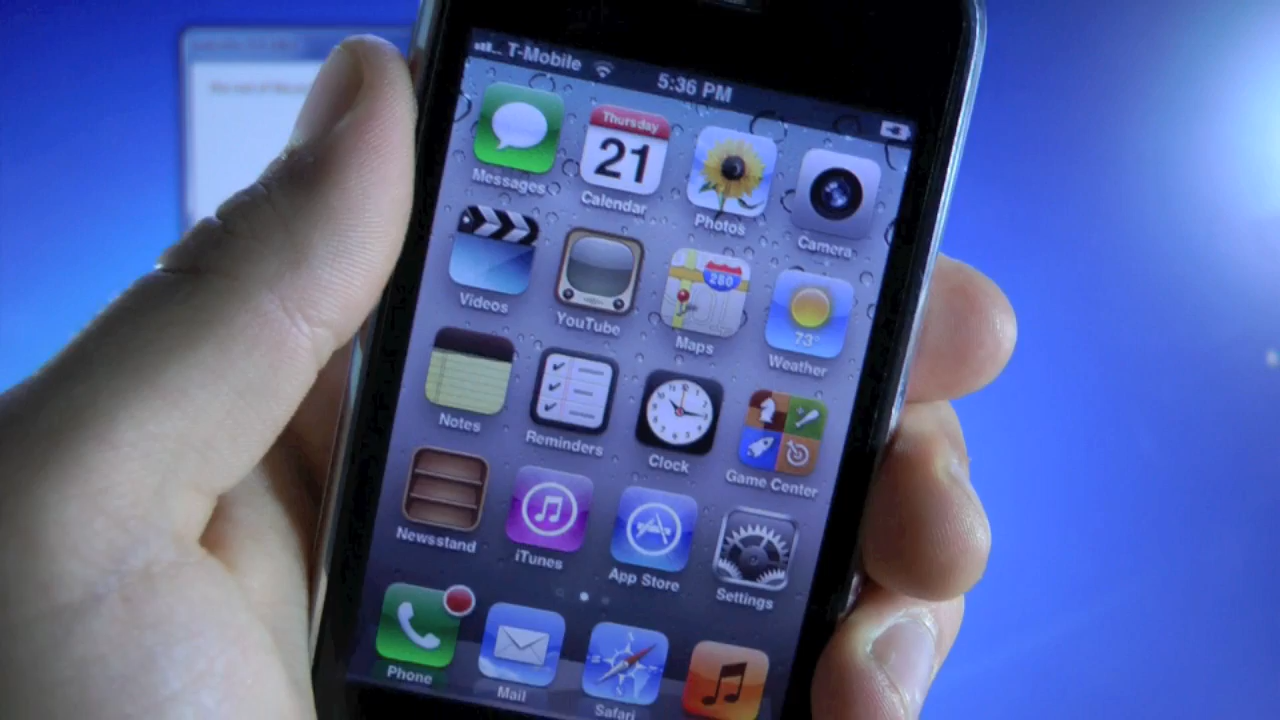 T-Mobile 5:36 PM
Thursday
21
Messages Calendar Photos Camera
280
73°
Videos YouTube Maps Weather
Notes Reminders Clock Game Center
Newsstand iTunes App Store Settings
Phone Mail Safari